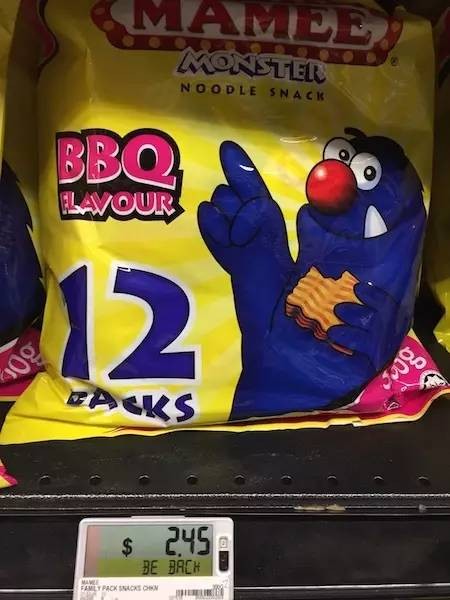 MAMEE
MONSTER
NOODLE SNACK
BBQ
FLAVOUR
12
PACKS
$ 2.45
BE BACH
MAMEE
FAMILY PACK SNACKS CHKN